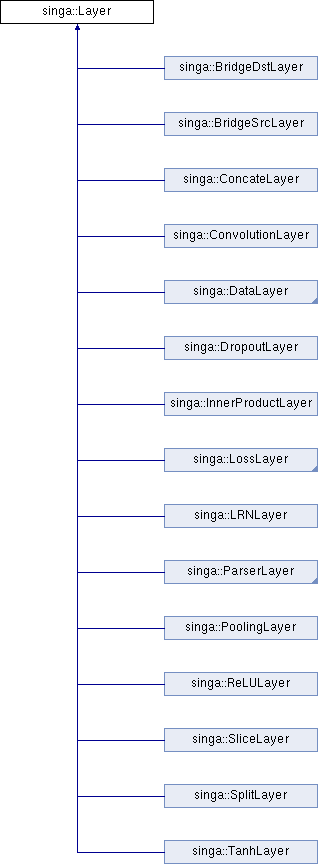 singa::Layer
singa::BridgeDstLayer
singa::BridgeSrcLayer
singa::ConcateLayer
singa::ConvolutionLayer
singa::DataLayer
singa::DropoutLayer
singa::InnerProductLayer
singa::LossLayer
singa::LRNLayer
singa::ParserLayer
singa::PoolingLayer
singa::ReLULayer
singa::SliceLayer
singa::SplitLayer
singa::TanhLayer